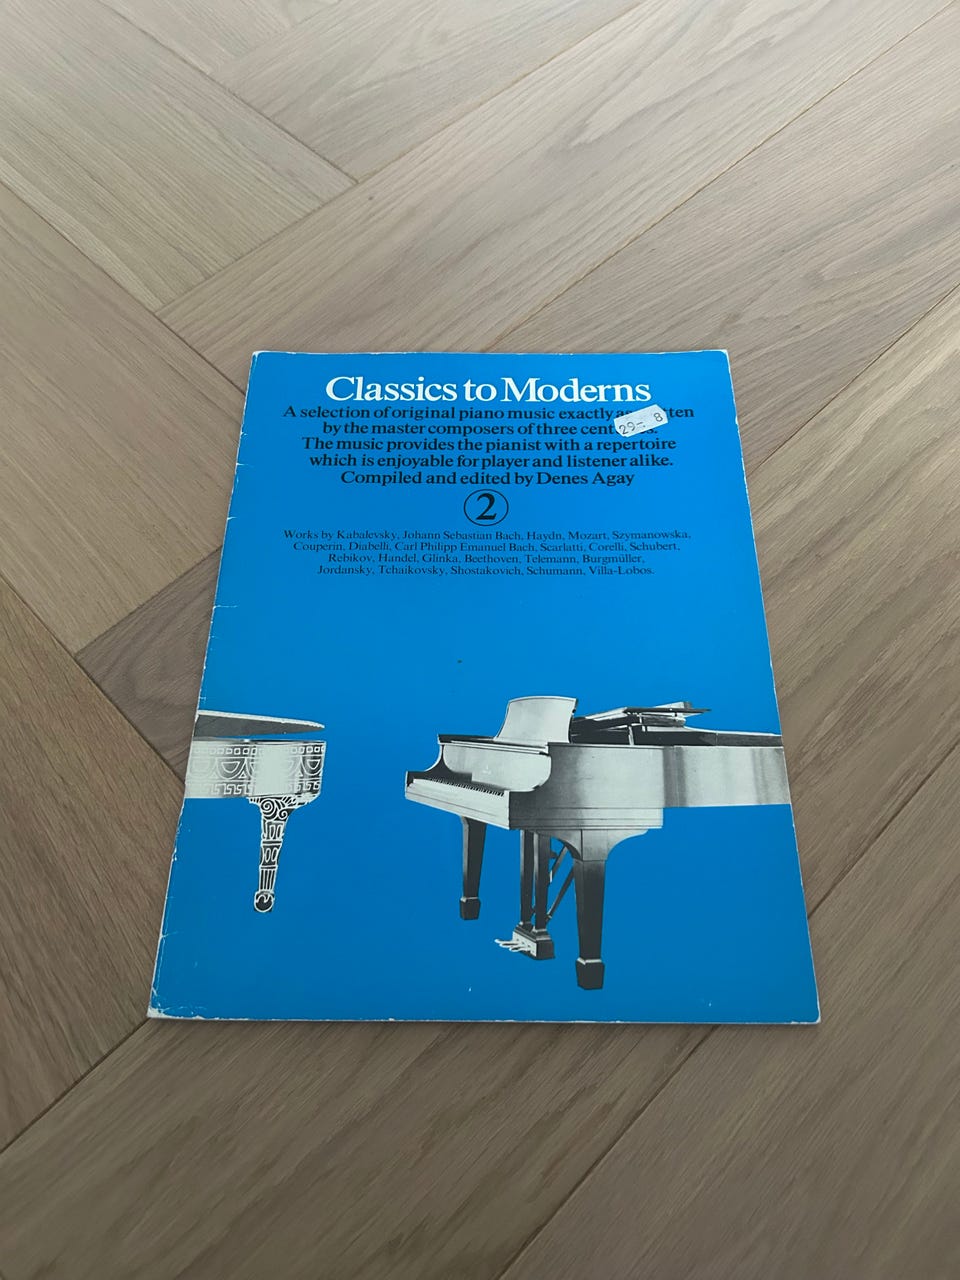 Classics to Moderns
A selection of original piano music exactly
by the master composers of three
The music provides the pianist with a repertoire
which is enjoyable for player and listener alike.
Compiled and edited by Denes Agay
2
Works by Kabalevsky, Johann Sebastian Bach, Haydn, Mozart, Szymanowska,
Couperin, Diabelli, Carl Philipp Emanuel Bach, Scarlatti, Corelli, Schubert,
Rebikov, Handel, Glinka, Beethoven, Telemann, Burgmüller,
Jordansky, Tchaikovsky, Shostakovich, Schumann, Villa-Lobos.
29-. 8